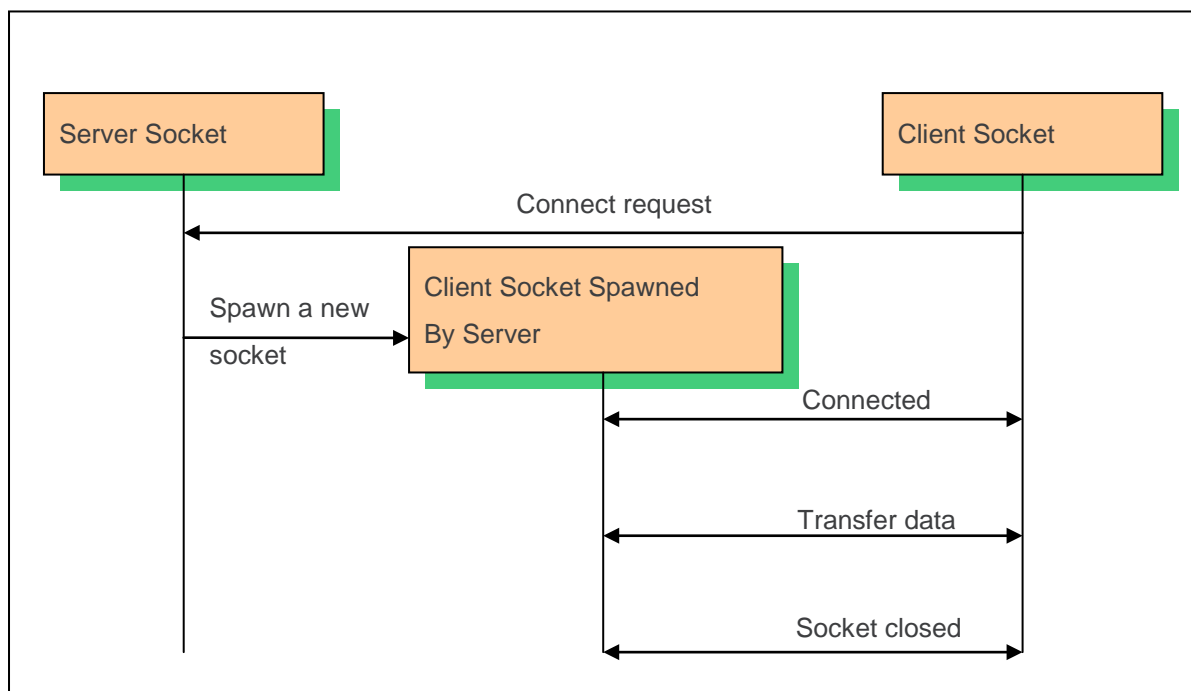 Server Socket
Client Socket
Connect request
Client Socket Spawned
By Server
Spawn a new
socket
Connected
Transfer data
Socket closed